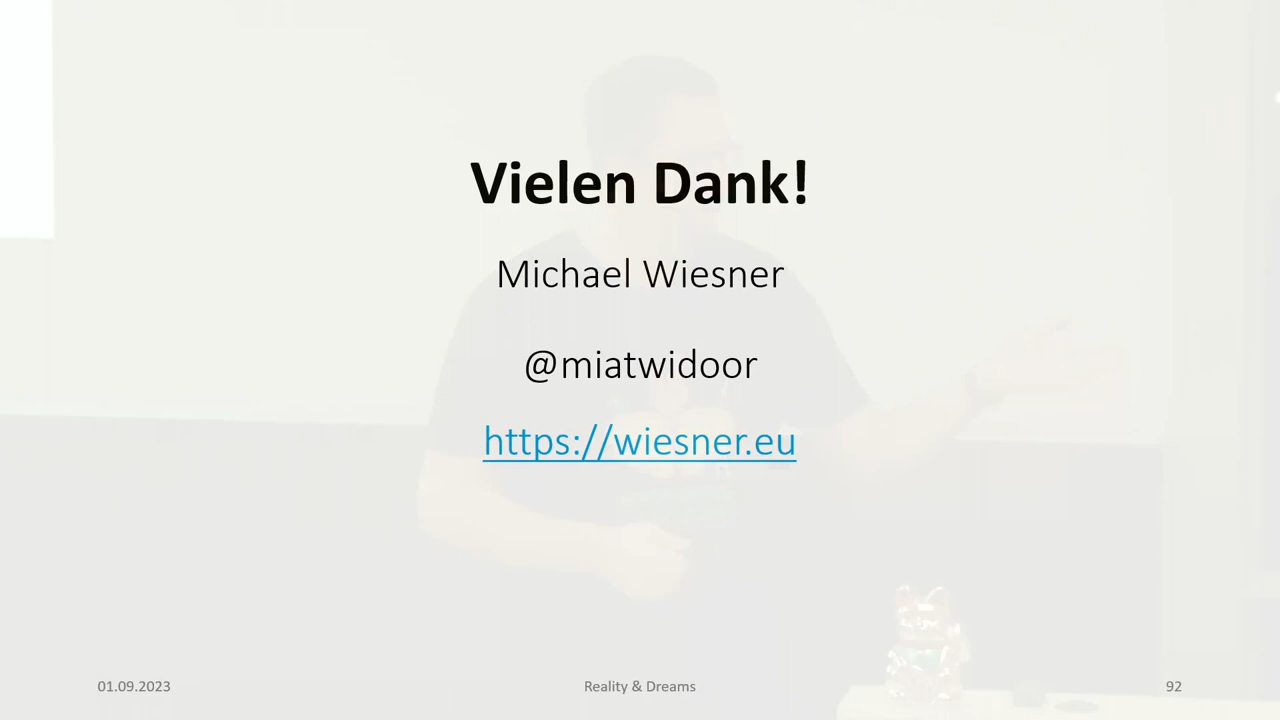 Vielen Dank!
Michael Wiesner
@miatwidoor
https://wiesner.eu
01.09.2023
Reality & Dreams
92